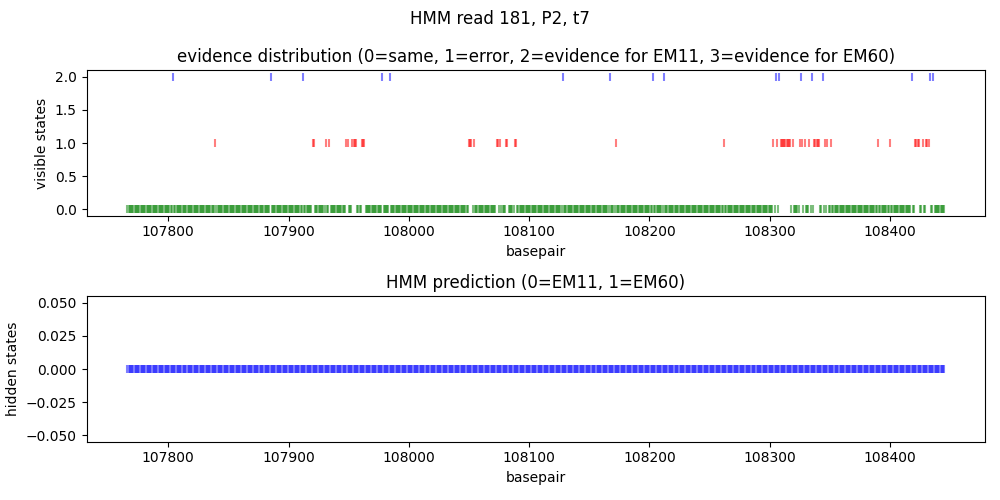 HMM read 181, P2, t7
evidence distribution (0=same, 1=error, 2=evidence for EM11, 3=evidence for EM60)
visible states
2.0
1.5
1.0
0.5
0.0
107800 107900 108000 108100 108200 108300 108400
basepair
HMM prediction (0=EM11, 1=EM60)
hidden states
0.050
0.025
0.000
−0.025
−0.050
107800 107900 108000 108100 108200 108300 108400
basepair